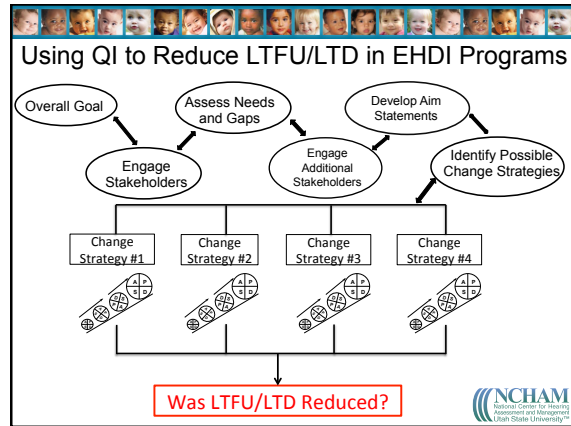 Using QI to Reduce LTFU/LTD in EHDI Programs
Overall Goal
Engage
Stakeholders
Assess Needs
and Gaps
Engage
Additional
Stakeholders
Develop Aim
Statements
Identify Possible
Change Strategies
Change
Strategy #1
Change
Strategy #2
Change
Strategy #3
Change
Strategy #4
A P
S D
A P
S D
A P
S D
A P
S D
Was LTFU/LTD Reduced?
NCHAM
National Center for Hearing
Assessment and Management
Utah State University™